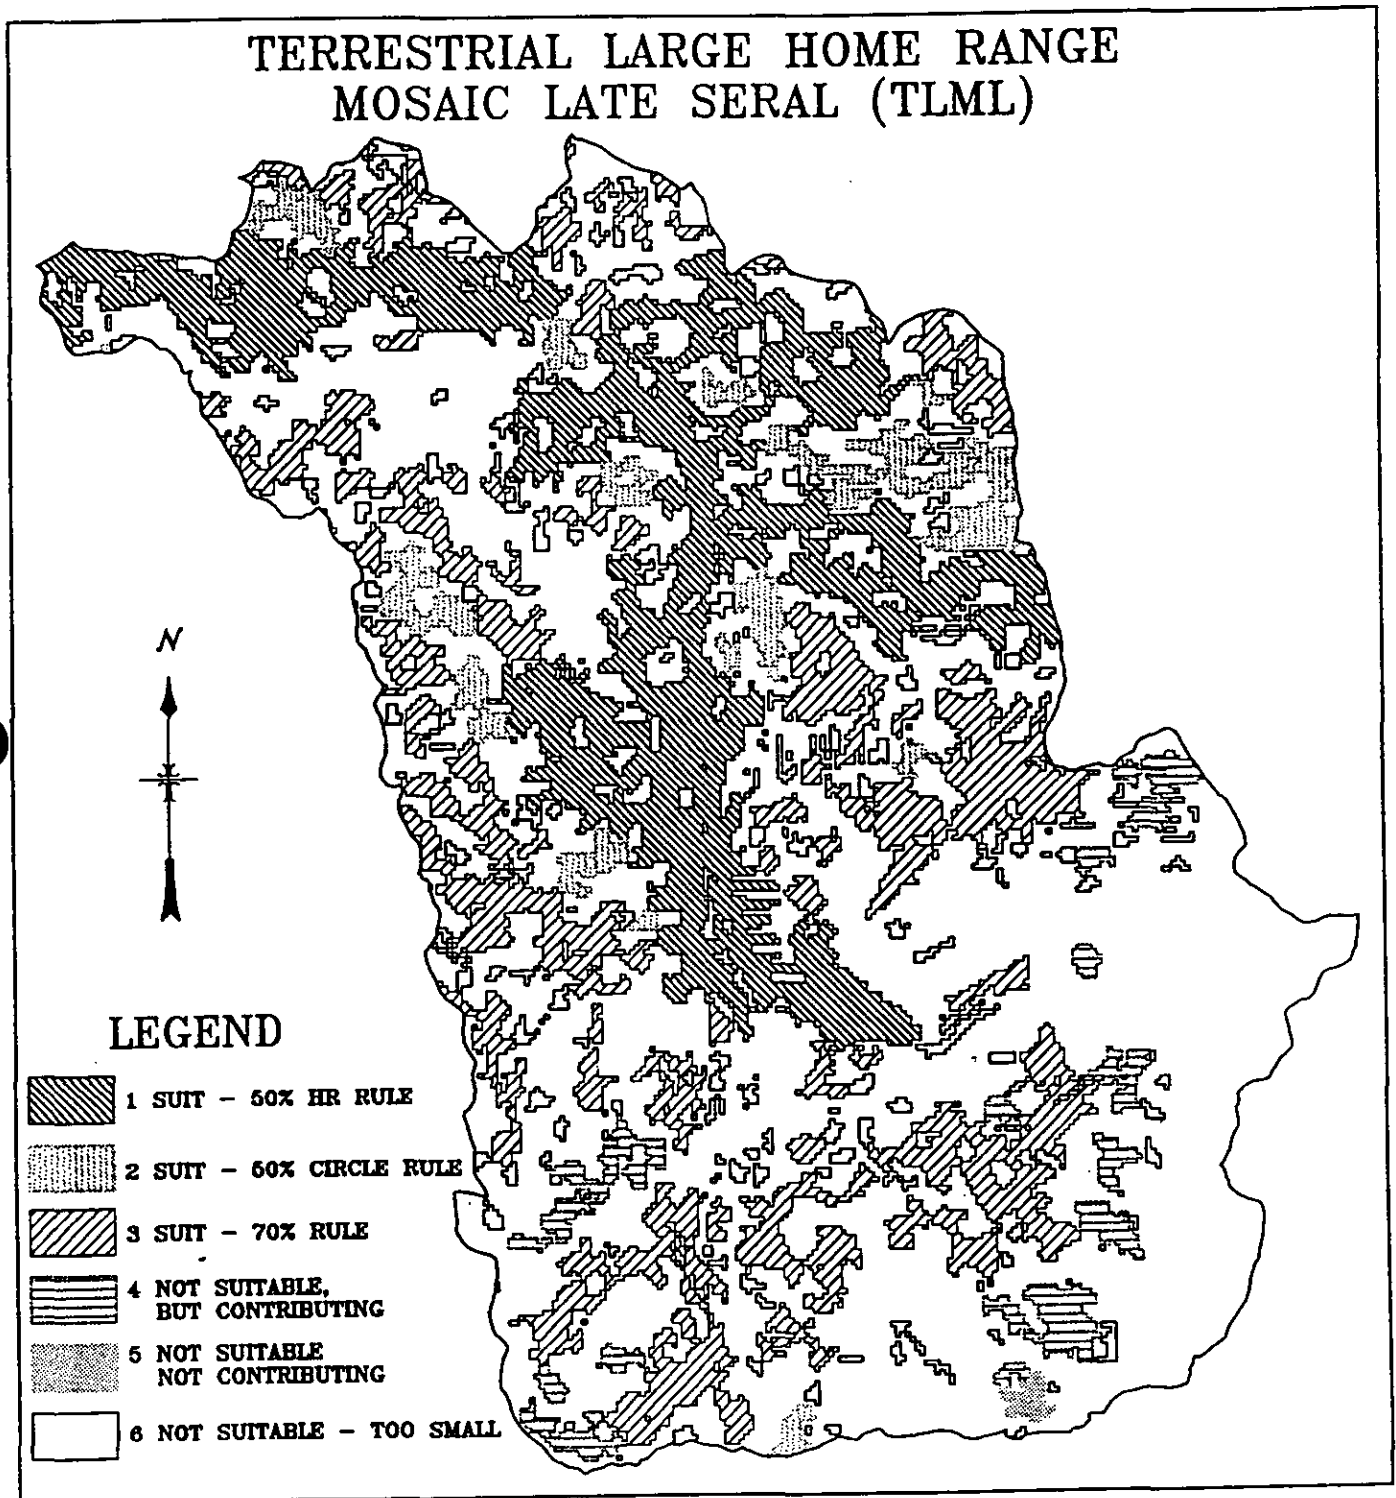 TERRESTRIAL LARGE HOME RANGE
MOSAIC LATE SERAL (TLML)
N
LEGEND
1 SUIT – 50% HR RULE
2 SUIT – 50% CIRCLE RULE
3 SUIT – 70% RULE
4 NOT SUITABLE,
BUT CONTRIBUTING
5 NOT SUITABLE
NOT CONTRIBUTING
6 NOT SUITABLE – TOO SMALL